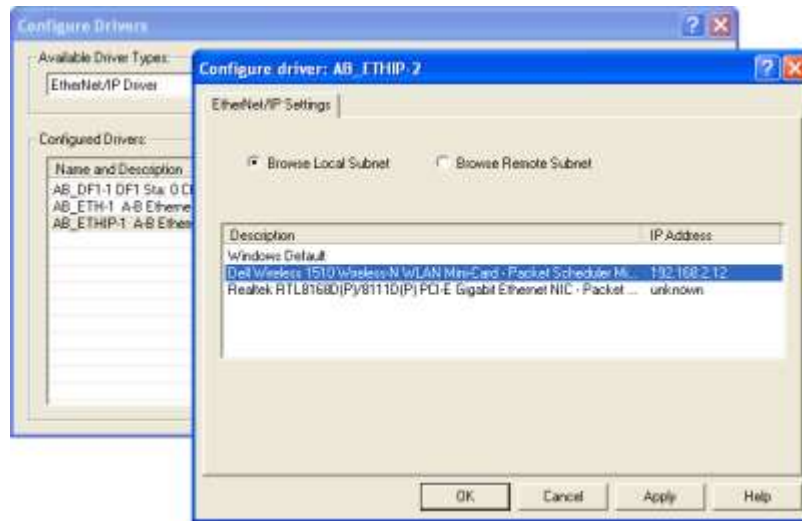 Configure Drivers
Available Driver Types:
EtherNet/IP Driver
Configured Drivers:
Name and Description
AB_DF1-1 DF1 Sta: 0 C
AB_ETH-1 A-B Etherne
AB_ETHIP-1 A-B Ether
Configure driver: AB_ETHIP-2
EtherNet/IP Settings
Browse Local Subnet Browse Remote Subnet
Description IP Address
Windows Default
Dell Wireless 1510 Wireless-N WLAN Mini-Card - Packet Scheduler Mi... 192.168.2.12
Realtek RTL8168D(P)/8111D(P) PCI-E Gigabit Ethernet NIC - Packet ... unknown
OK Cancel Apply Help